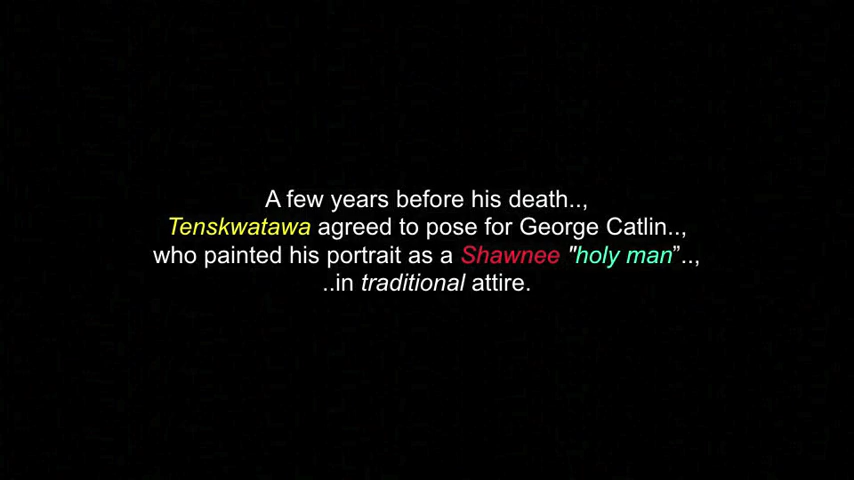 A few years before his death..,
Tenskwatawa agreed to pose for George Catlin..,
who painted his portrait as a Shawnee "holy man”..,
..in traditional attire.